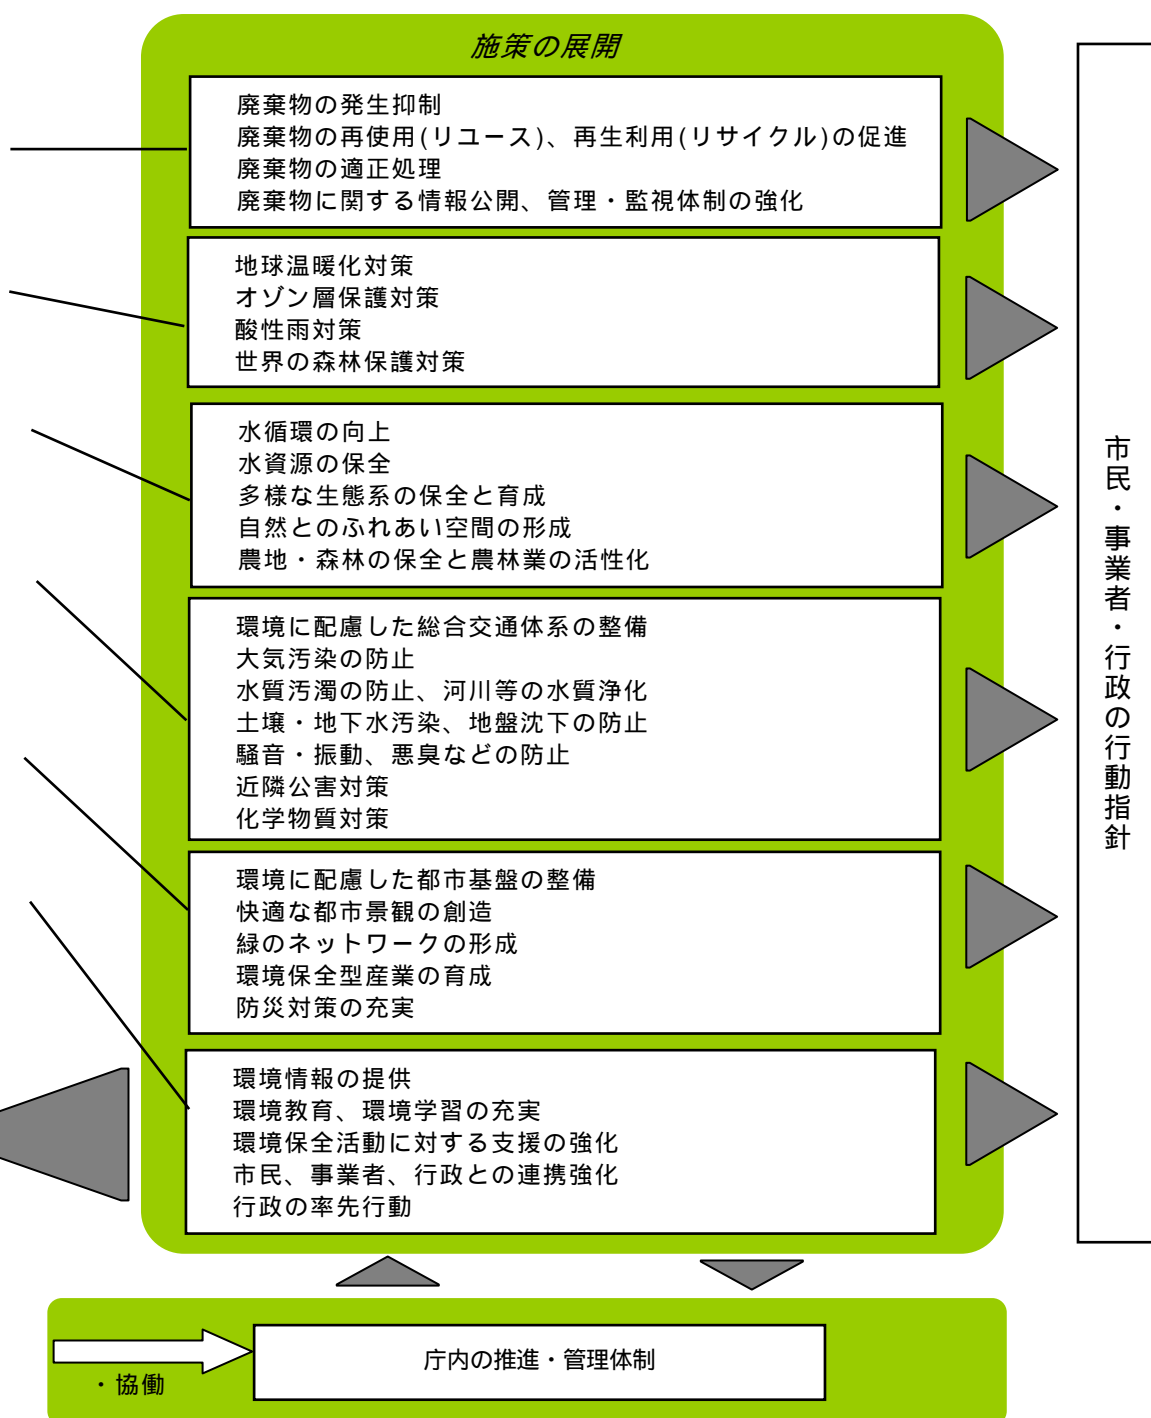 施策の展開
廃棄物の発生抑制
廃棄物の再使用(リユース)、再生利用(リサイクル)の促進
廃棄物の適正処理
廃棄物に関する情報公開、管理・監視体制の強化
地球温暖化対策
オゾン層保護対策
酸性雨対策
世界の森林保護対策
水循環の向上
水資源の保全
多様な生態系の保全と育成
自然とのふれあい空間の形成
農地・森林の保全と農林業の活性化
環境に配慮した総合交通体系の整備
大気汚染の防止
水質汚濁の防止、河川等の水質浄化
土壌・地下水汚染、地盤沈下の防止
騒音・振動、悪臭などの防止
近隣公害対策
化学物質対策
環境に配慮した都市基盤の整備
快適な都市景観の創造
緑のネットワークの形成
環境保全型産業の育成
防災対策の充実
環境情報の提供
環境教育、環境学習の充実
環境保全活動に対する支援の強化
市民、事業者、行政との連携強化
行政の率先行動
市民・事業者・行政の行動指針
庁内の推進・管理体制
・協働